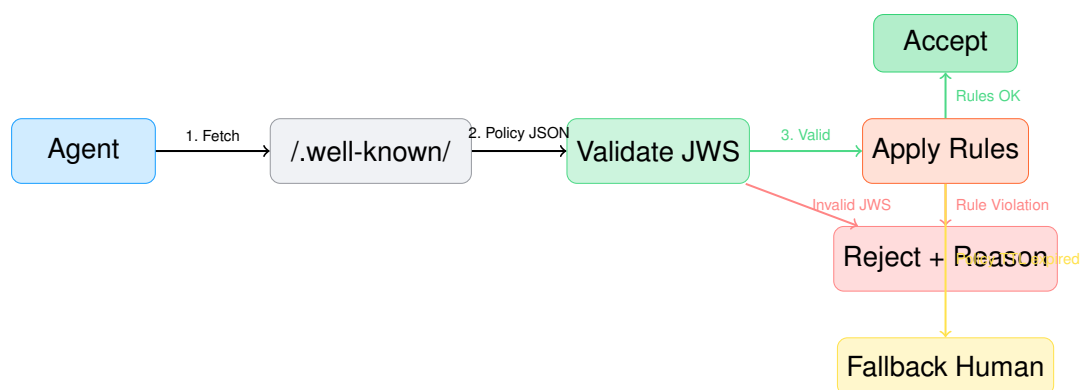 Accept
Rules OK
Agent
1. Fetch
/.well-known/
2. Policy JSON
Validate JWS
3. Valid
Apply Rules
Invalid JWS
Rule Violation
Reject + Reason
expired
Fallback Human